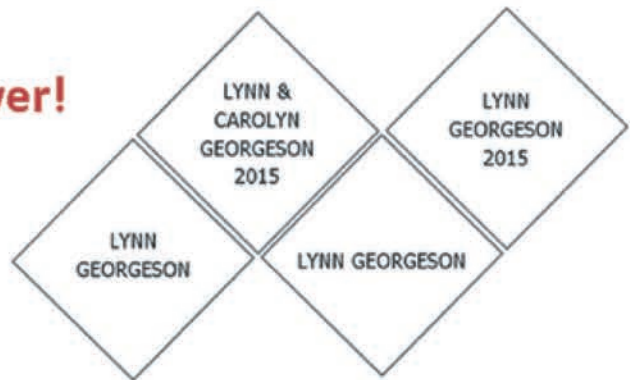 ver!
LYNN &
CAROLYN
GEORGESON
2015
LYNN
GEORGESON
2015
LYNN
GEORGESON
LYNN GEORGESON